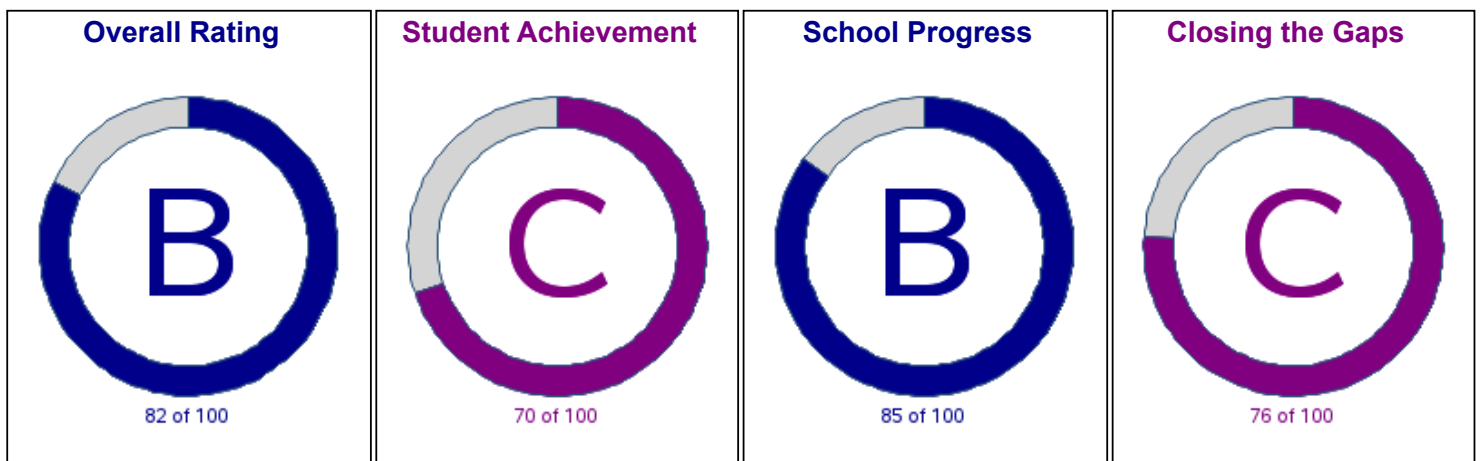 Overall Rating
B
82 of 100
Student Achievement
C
70 of 100
School Progress
B
85 of 100
Closing the Gaps
C
76 of 100